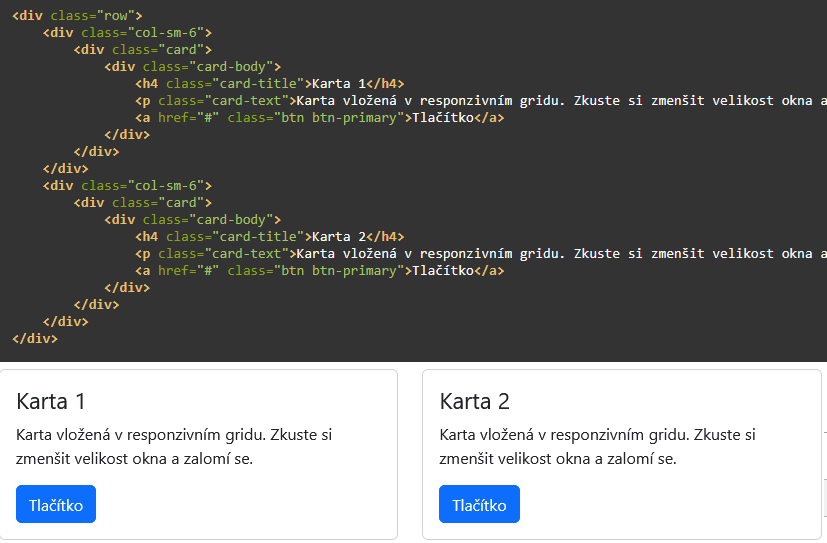 <div class="row">
    <div class="col-sm-6">
        <div class="card">
            <div class="card-body">
                <h4 class="card-title">Karta 1</h4>
                <p class="card-text">Karta vložená v responzivním gridu. Zkuste si zmenšit velikost okna a
                <a href="#" class="btn btn-primary">Tlačítko</a>
            </div>
        </div>
    </div>
    <div class="col-sm-6">
        <div class="card">
            <div class="card-body">
                <h4 class="card-title">Karta 2</h4>
                <p class="card-text">Karta vložená v responzivním gridu. Zkuste si zmenšit velikost okna a
                <a href="#" class="btn btn-primary">Tlačítko</a>
            </div>
        </div>
    </div>
</div>
Karta 1
Karta vložená v responzivním gridu. Zkuste si
zmenšit velikost okna a zalomí se.
Tlačítko
Karta 2
Karta vložená v responzivním gridu. Zkuste si
zmenšit velikost okna a zalomí se.
Tlačítko